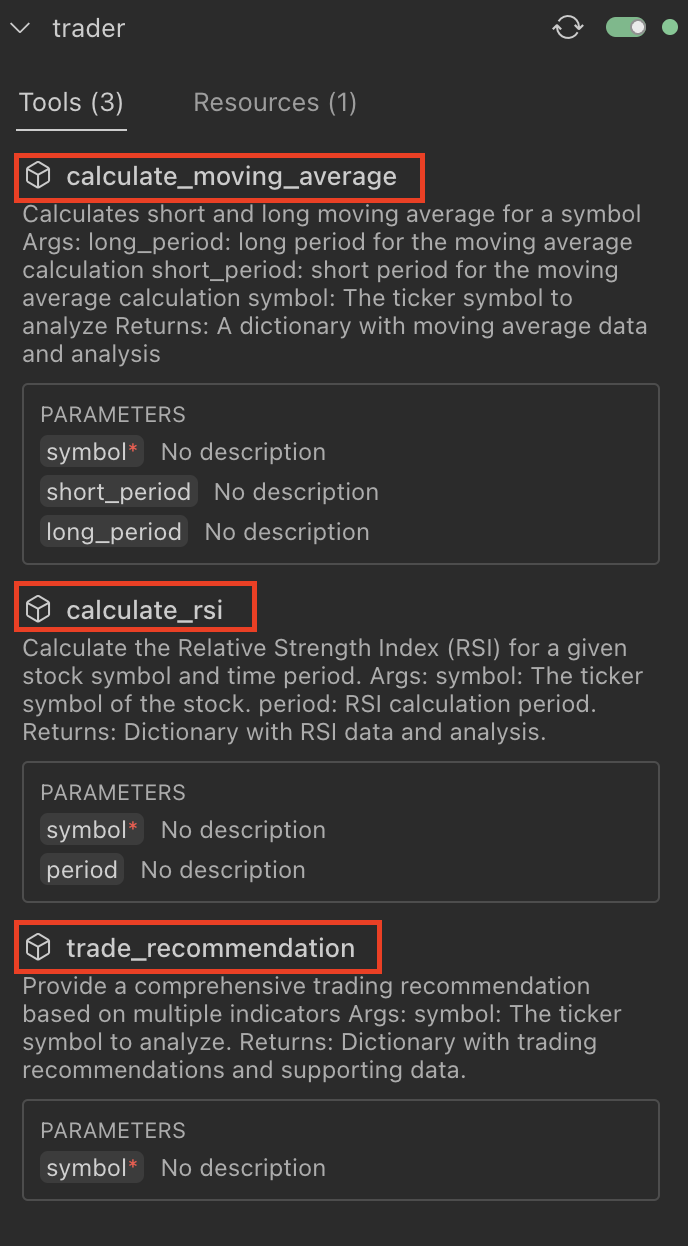 trader
Tools (3) Resources (1)
calculate_moving_average
Calculates short and long moving average for a symbol
Args: long_period: long period for the moving average
calculation short_period: short period for the moving
average calculation symbol: The ticker symbol to
analyze Returns: A dictionary with moving average data
and analysis
PARAMETERS
symbol* No description
short_period No description
long_period No description
calculate_rsi
Calculate the Relative Strength Index (RSI) for a given
stock symbol and time period. Args: symbol: The ticker
symbol of the stock. period: RSI calculation period.
Returns: Dictionary with RSI data and analysis.
PARAMETERS
symbol* No description
period No description
trade_recommendation
Provide a comprehensive trading recommendation
based on multiple indicators Args: symbol: The ticker
symbol to analyze. Returns: Dictionary with trading
recommendations and supporting data.
PARAMETERS
symbol* No description